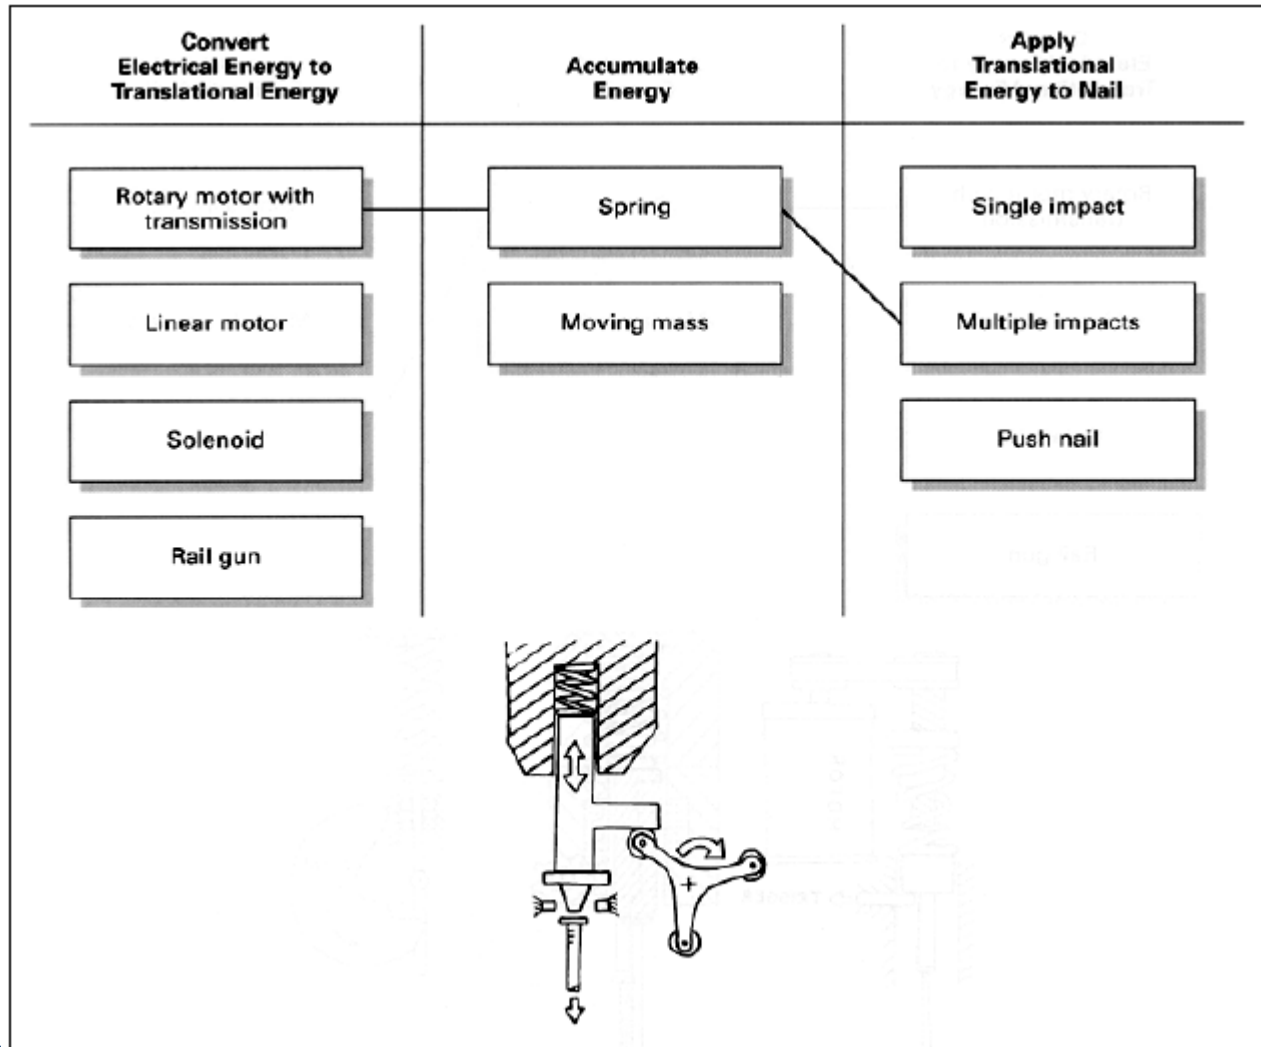 Convert
Electrical Energy to
Translational Energy
Accumulate
Energy
Apply
Translational
Energy to Nail
Rotary motor with
transmission
Spring
Single impact
Linear motor
Moving mass
Multiple impacts
Solenoid
Push nail
Rail gun